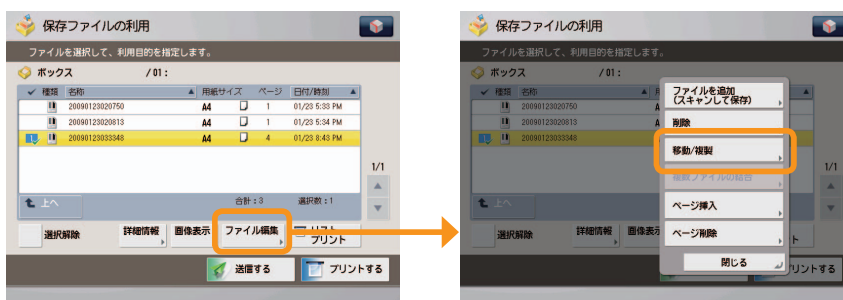 保存ファイルの利用
ファイルを選択して、利用目的を指定します。
ボックス /01:
種類 名称 用紙サイズ ページ 日付/時刻
20090123020750 A4 1 01/23 5:33 PM
20090123020813 A4 1 01/23 5:34 PM
1 20090123033348 A4 4 01/23 8:43 PM
1/1
上へ 合計:3 選択数:1
選択解除 詳細情報 画像表示 ファイル編集 リスト
プリント
送信する プリントする
保存ファイルの利用
ファイルを選択して、利用目的を指定します。
ボックス /01:
種類 名称
20090123020750 A
20090123020813 A
20090123033348 A
1/1
上へ
選択解除 詳細情報 画像表示
プリントする
ファイルを追加
(スキャンして保存)
削除
移動/複製
複数ファイルの結合
ページ挿入
ページ削除
閉じる